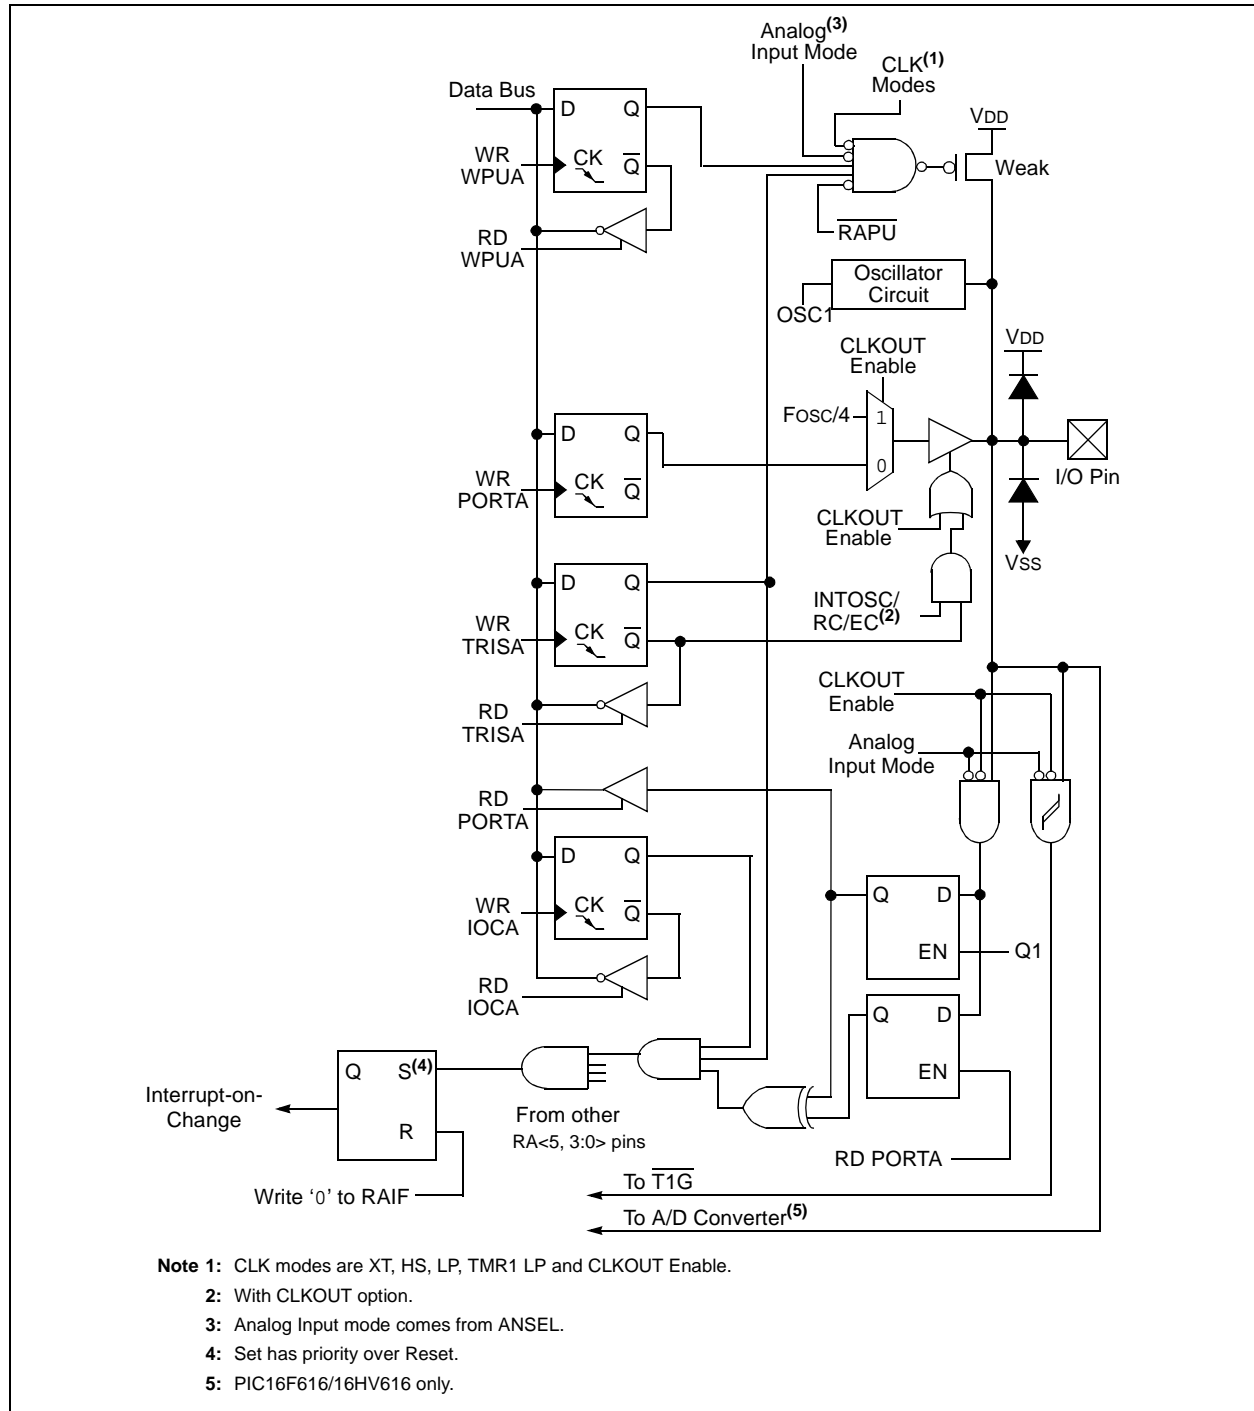 Analog(3)
Input Mode
CLK(1)
Modes
Data Bus
VDD
D Q
WR
WPUA
CK Q
Weak
RD
WPUA
RAPU
Oscillator
Circuit
OSC1
CLKOUT
Enable
VDD
FOSC/4
1
0
D Q
WR
PORTA
CK Q
I/O Pin
CLKOUT
Enable
VSS
D Q
INTOSC/
RC/EC(2)
WR
TRISA
CK Q
CLKOUT
Enable
RD
TRISA
Analog
Input Mode
RD
PORTA
D Q
WR
IOCA
CK Q
Q D
EN
Q1
RD
IOCA
Q D
EN
Q S(4)
R
Interrupt-on-
Change
From other
RA<5, 3:0> pins
RD PORTA
Write ‘0’ to RAIF
To T1G
To A/D Converter(5)
Note 1: CLK modes are XT, HS, LP, TMR1 LP and CLKOUT Enable.
2: With CLKOUT option.
3: Analog Input mode comes from ANSEL.
4: Set has priority over Reset.
5: PIC16F616/16HV616 only.